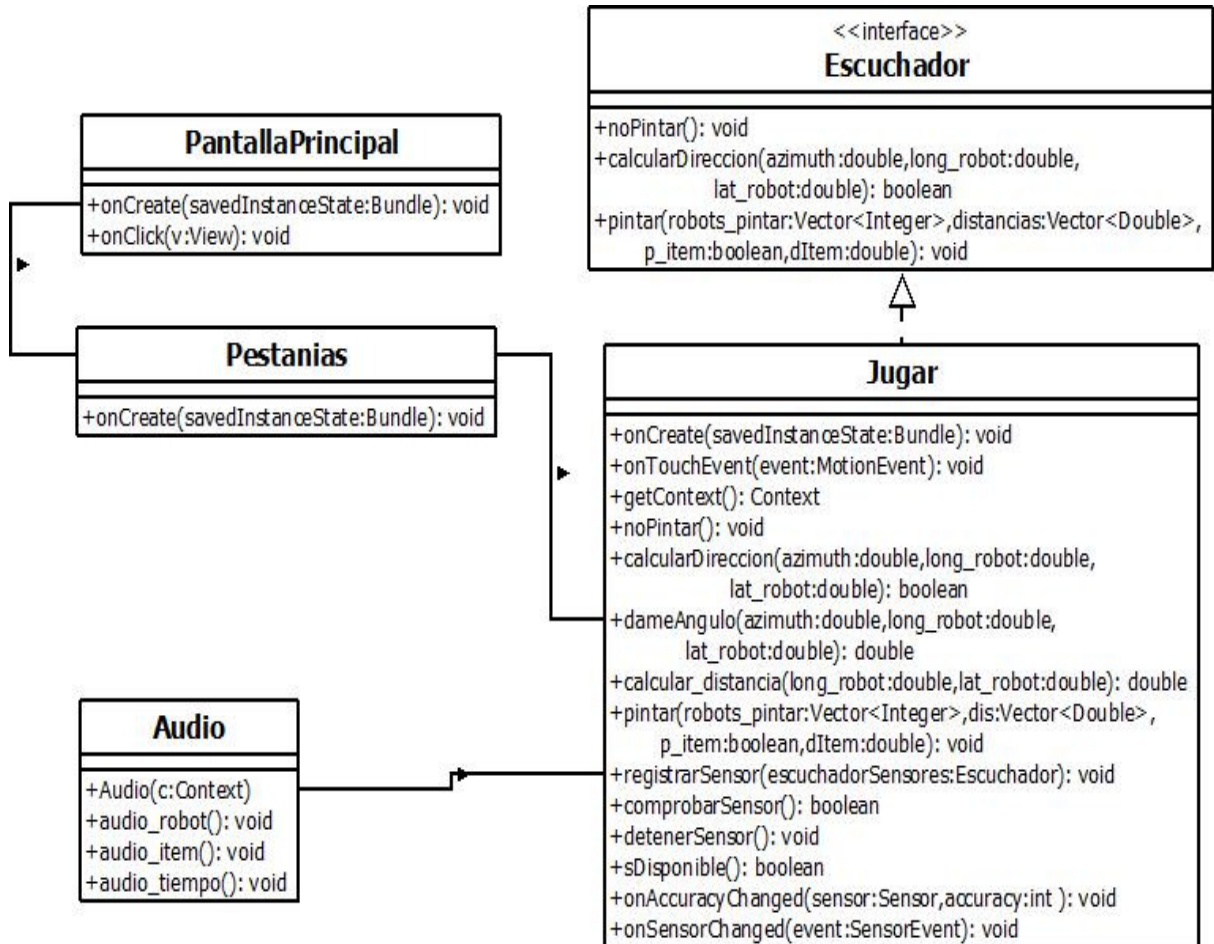 <<interface>>
Escuchador
+noPintar(): void
+calcularDireccion(azimuth:double,long_robot:double,
lat_robot:double): boolean
+pintar(robots_pintar:Vector<Integer>,distancias:Vector<Double>,
p_item:boolean,dItem:double): void
PantallaPrincipal
+onCreate(savedInstanceState:Bundle): void
+onClick(v:View): void
Pestanias
+onCreate(savedInstanceState:Bundle): void
Jugar
+onCreate(savedInstanceState:Bundle): void
+onTouchEvent(event:MotionEvent): void
+getContext(): Context
+noPintar(): void
+calcularDireccion(azimuth:double,long_robot:double,
lat_robot:double): boolean
+dameAngulo(azimuth:double,long_robot:double,
lat_robot:double): double
+calcular_distancia(long_robot:double,lat_robot:double): double
+pintar(robots_pintar:Vector<Integer>,dis:Vector<Double>,
p_item:boolean,dItem:double): void
+registrarSensor(escuchadorSensores:Escuchador): void
+comprobarSensor(): boolean
+detenerSensor(): void
+sDisponible(): boolean
+onAccuracyChanged(sensor:Sensor,accuracy:int ): void
+onSensorChanged(event:SensorEvent): void
Audio
+Audio(c:Context)
+audio_robot(): void
+audio_item(): void
+audio_tiempo(): void